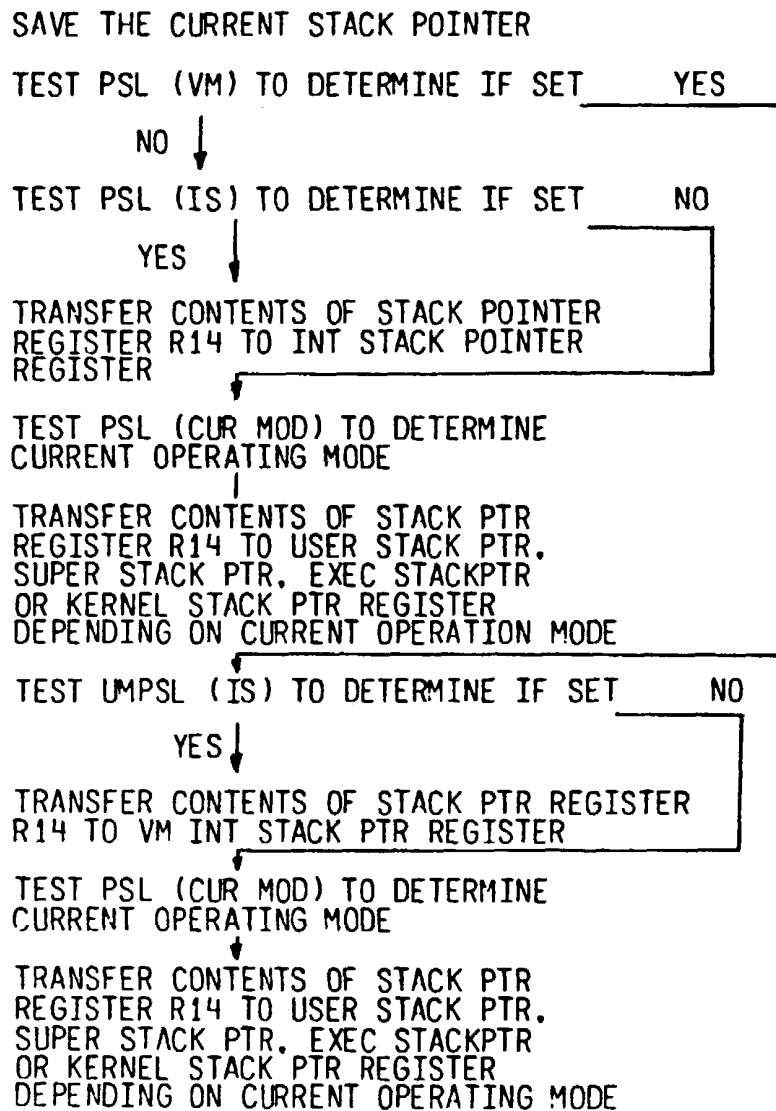 SAVE THE CURRENT STACK POINTER
TEST PSL (VM) TO DETERMINE IF SET YES
NO
TEST PSL (IS) TO DETERMINE IF SET NO
YES
TRANSFER CONTENTS OF STACK POINTER
REGISTER R14 TO INT STACK POINTER
REGISTER
TEST PSL (CUR MOD) TO DETERMINE
CURRENT OPERATING MODE
TRANSFER CONTENTS OF STACK PTR
REGISTER R14 TO USER STACK PTR.
SUPER STACK PTR. EXEC STACKPTR
OR KERNEL STACK PTR REGISTER
DEPENDING ON CURRENT OPERATION MODE
TEST UMPSL (IS) TO DETERMINE IF SET NO
YES
TRANSFER CONTENTS OF STACK PTR REGISTER
R14 TO VM INT STACK PTR REGISTER
TEST PSL (CUR MOD) TO DETERMINE
CURRENT OPERATING MODE
TRANSFER CONTENTS OF STACK PTR
REGISTER R14 TO USER STACK PTR.
SUPER STACK PTR. EXEC STACKPTR
OR KERNEL STACK PTR REGISTER
DEPENDING ON CURRENT OPERATING MODE